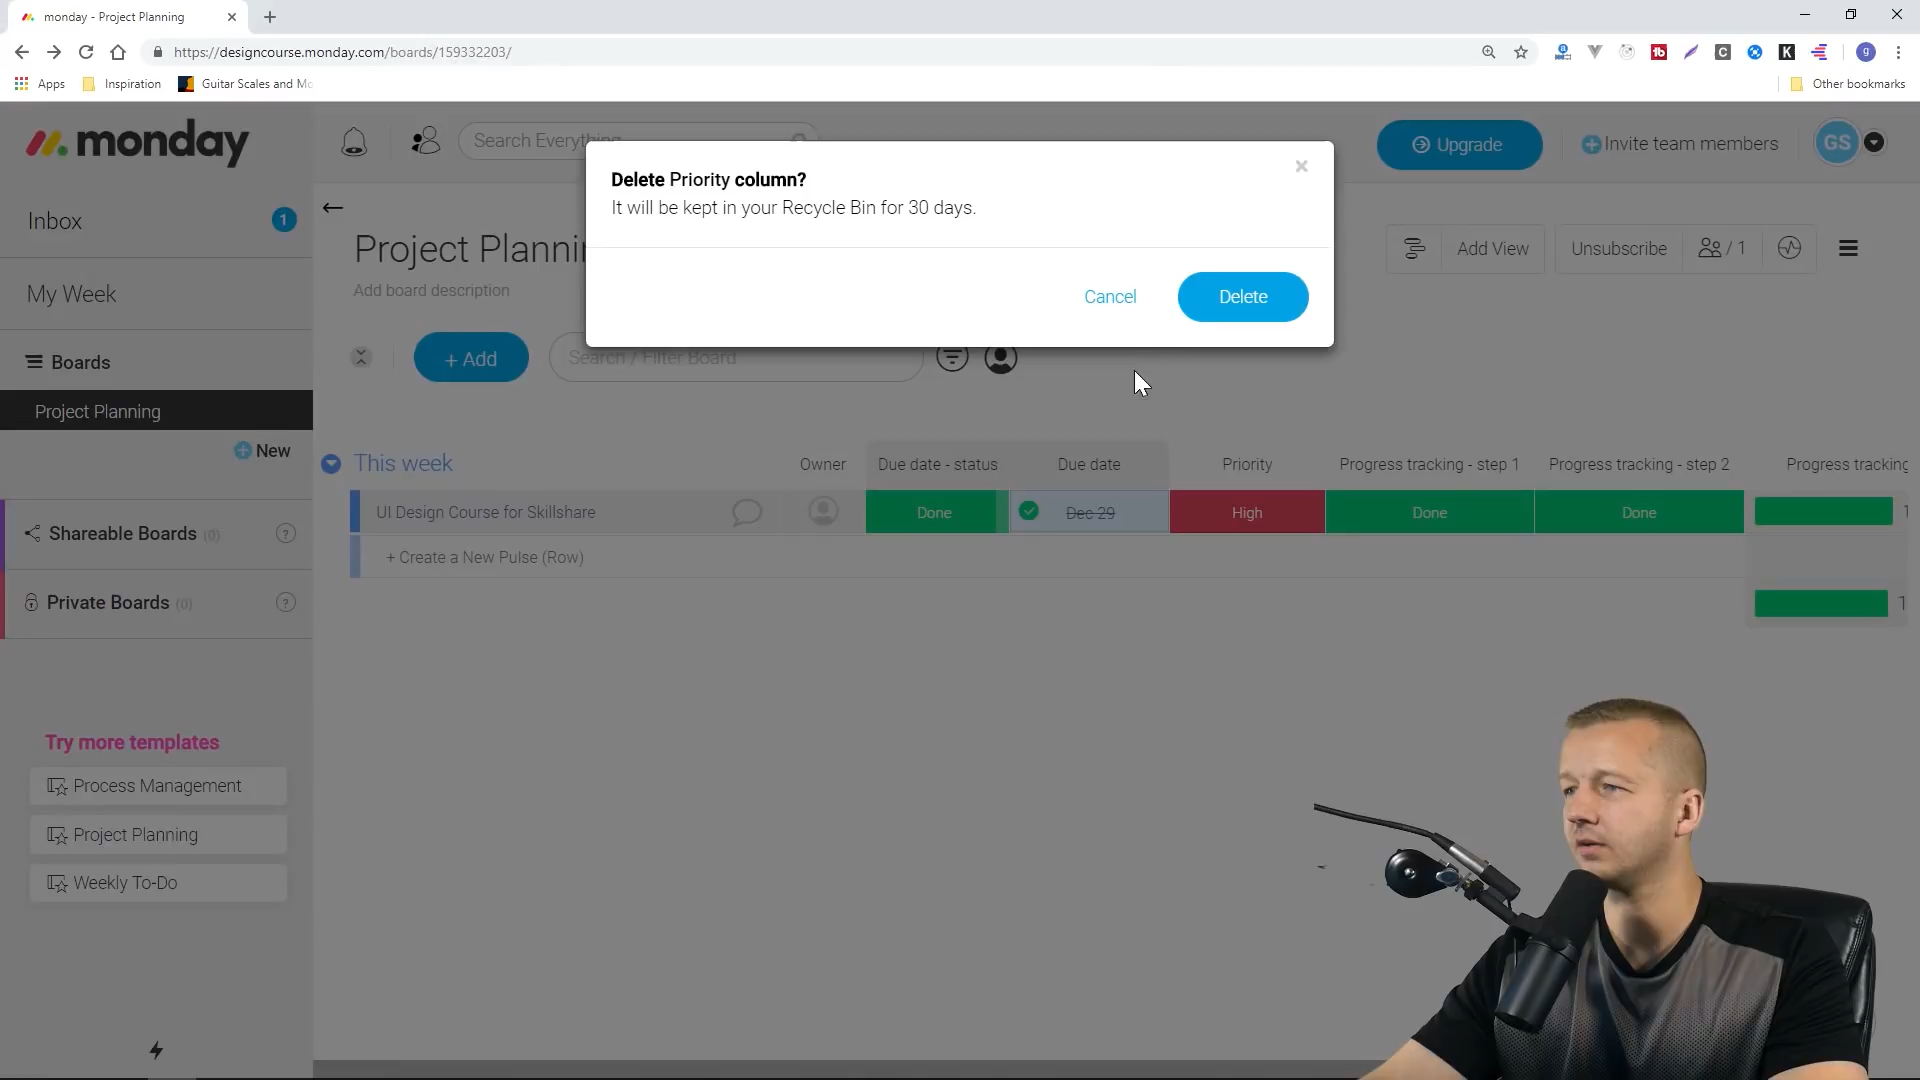 monday - Project Planning
https://designcourse.monday.com/boards/159332203/
Apps
Inspiration
Guitar Scales and Mo
Other bookmarks
monday
Search Everything
Upgrade
Invite team members
GS
Delete Priority column?
It will be kept in your Recycle Bin for 30 days.
Cancel
Delete
Inbox
1
My Week
Boards
Project Planning
New
Shareable Boards (0) ?
Private Boards (0) ?
Try more templates
Process Management
Project Planning
Weekly To-Do
Project Plannin
Add board description
Add View
Unsubscribe
/ 1
+ Add
Search / Filter Board
This week
Owner
Due date - status
Due date
Priority
Progress tracking - step 1
Progress tracking - step 2
Progress tracking
UI Design Course for Skillshare
Done
Dec 29
High
Done
Done
1
+ Create a New Pulse (Row)
1